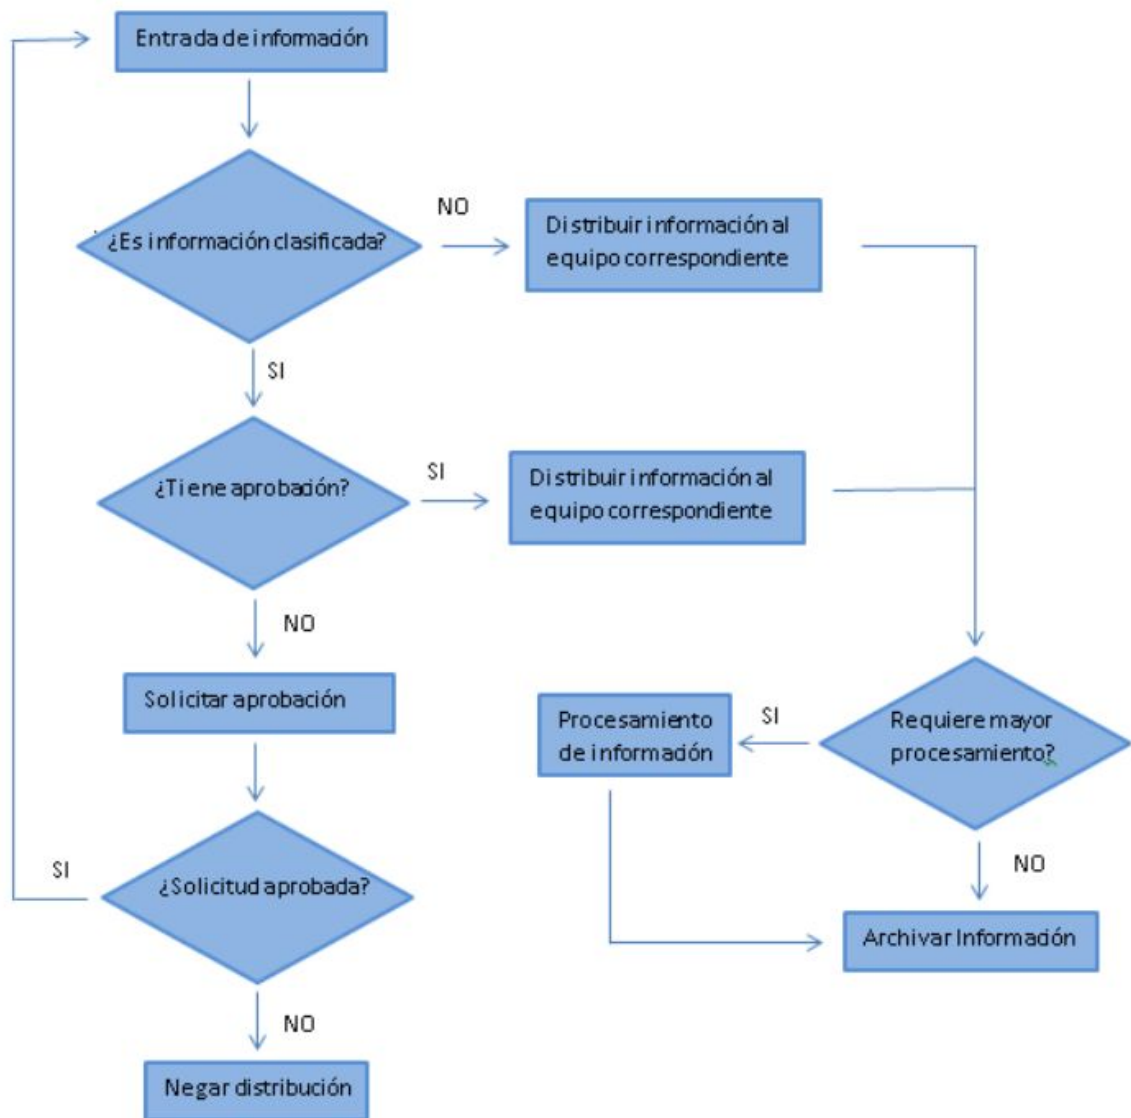 Entrada de información
¿Es información clasificada?
NO
Distribuir información al
equipo correspondiente
SI
¿Tiene aprobación?
SI
Distribuir información al
equipo correspondiente
NO
Solicitar aprobación
Procesamiento
de información
SI
Requiere mayor
procesamiento?
SI
¿Solicitud aprobada?
NO
Archivar Información
NO
Negar distribución